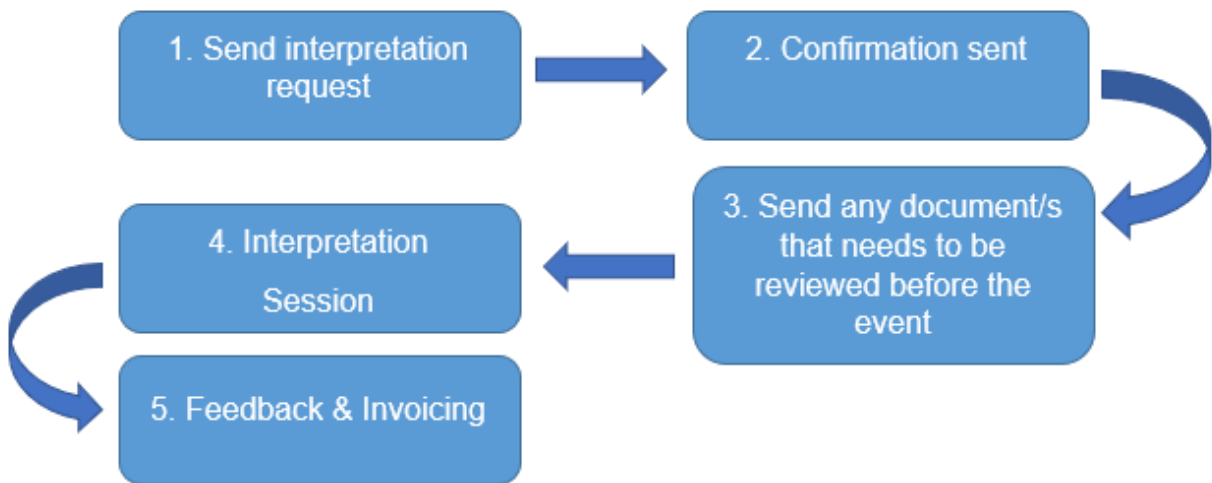 1. Send interpretation
request
2. Confirmation sent
3. Send any document/s
that needs to be
reviewed before the
event
4. Interpretation
Session
5. Feedback & Invoicing